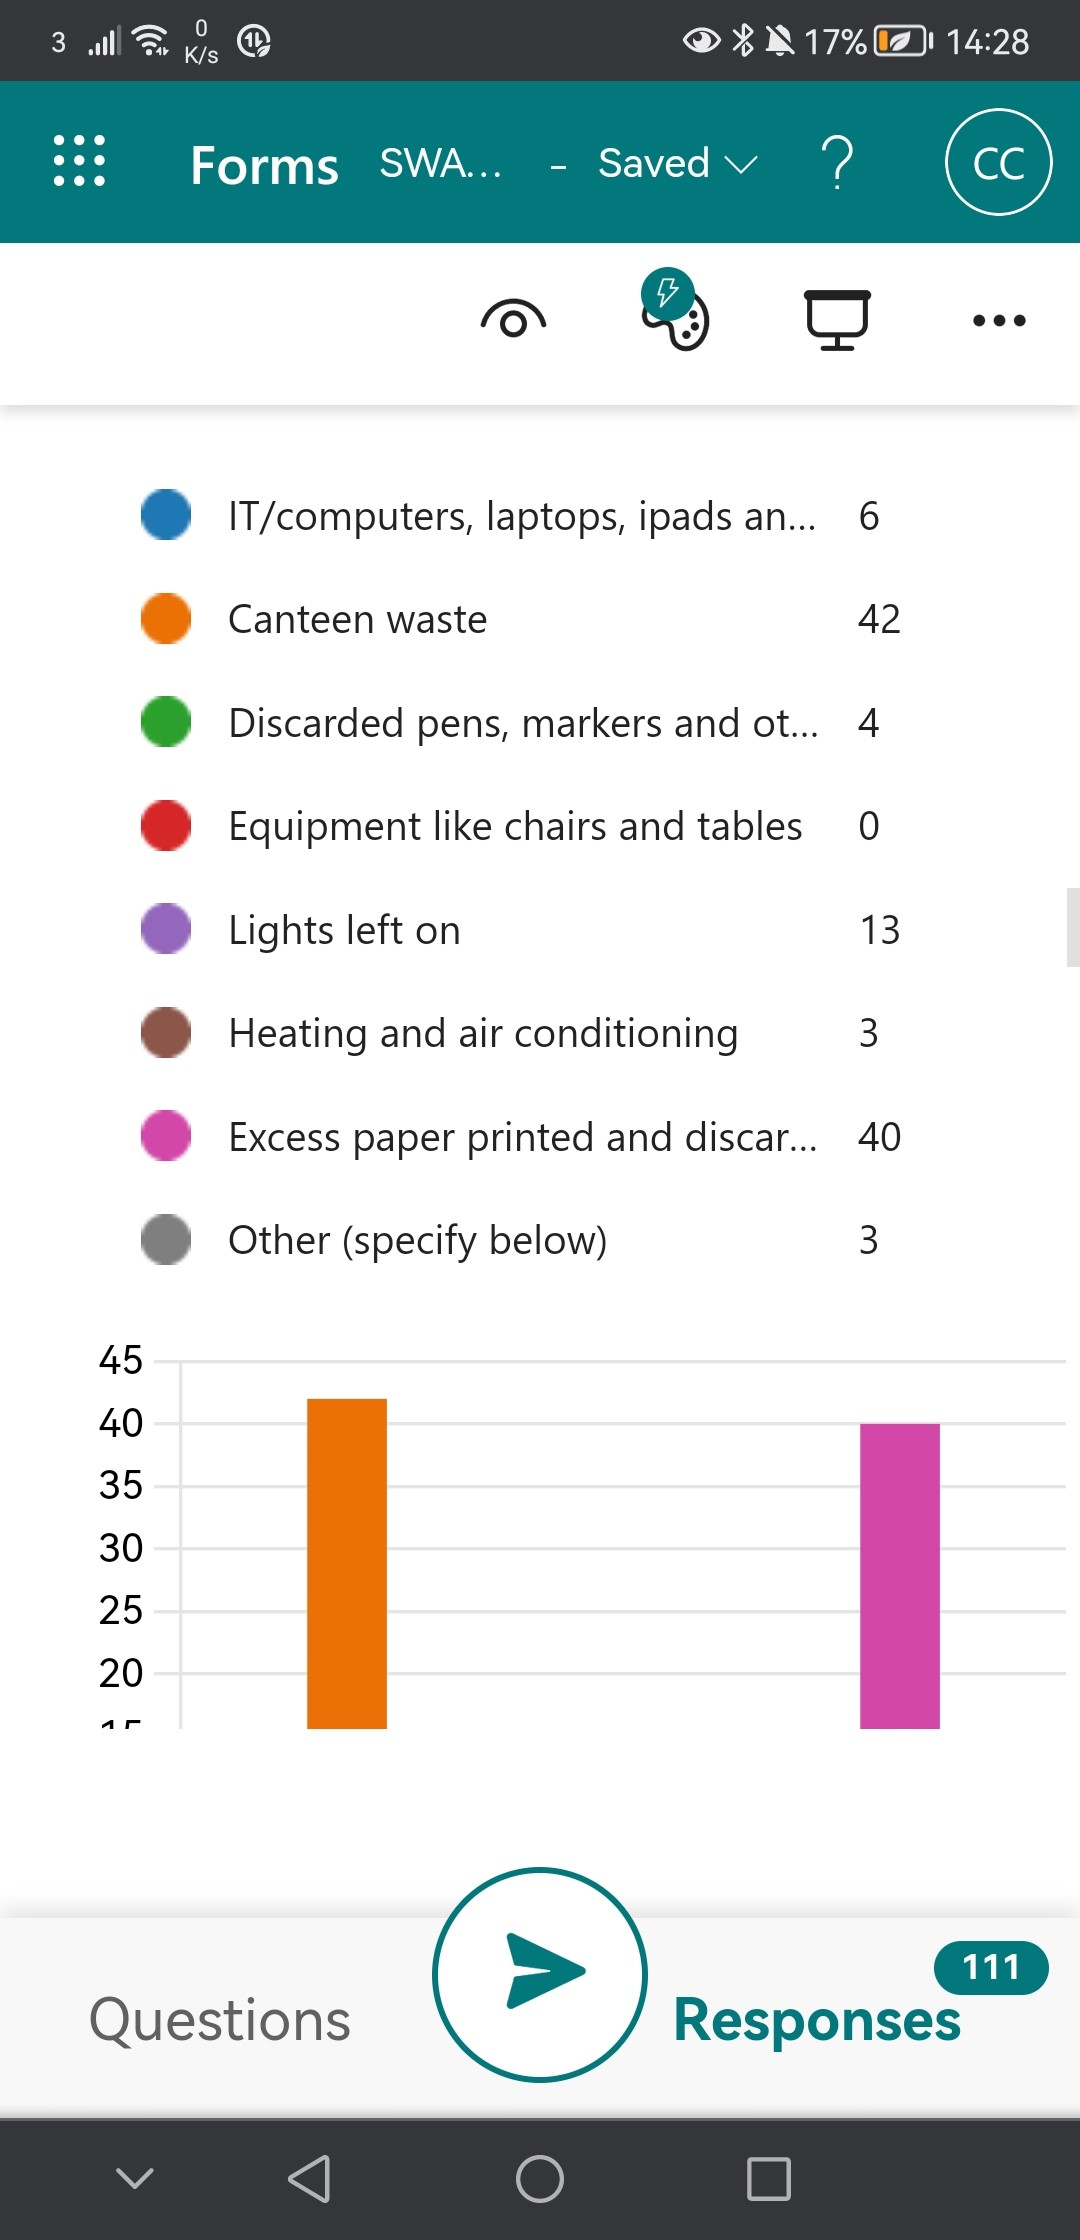 3 0 K/s 17% 14:28
Forms SWA... - Saved ? CC
IT/computers, laptops, ipads an... 6
Canteen waste 42
Discarded pens, markers and ot... 4
Equipment like chairs and tables 0
Lights left on 13
Heating and air conditioning 3
Excess paper printed and discar... 40
Other (specify below) 3
45
40
35
30
25
20
15
111
Questions Responses